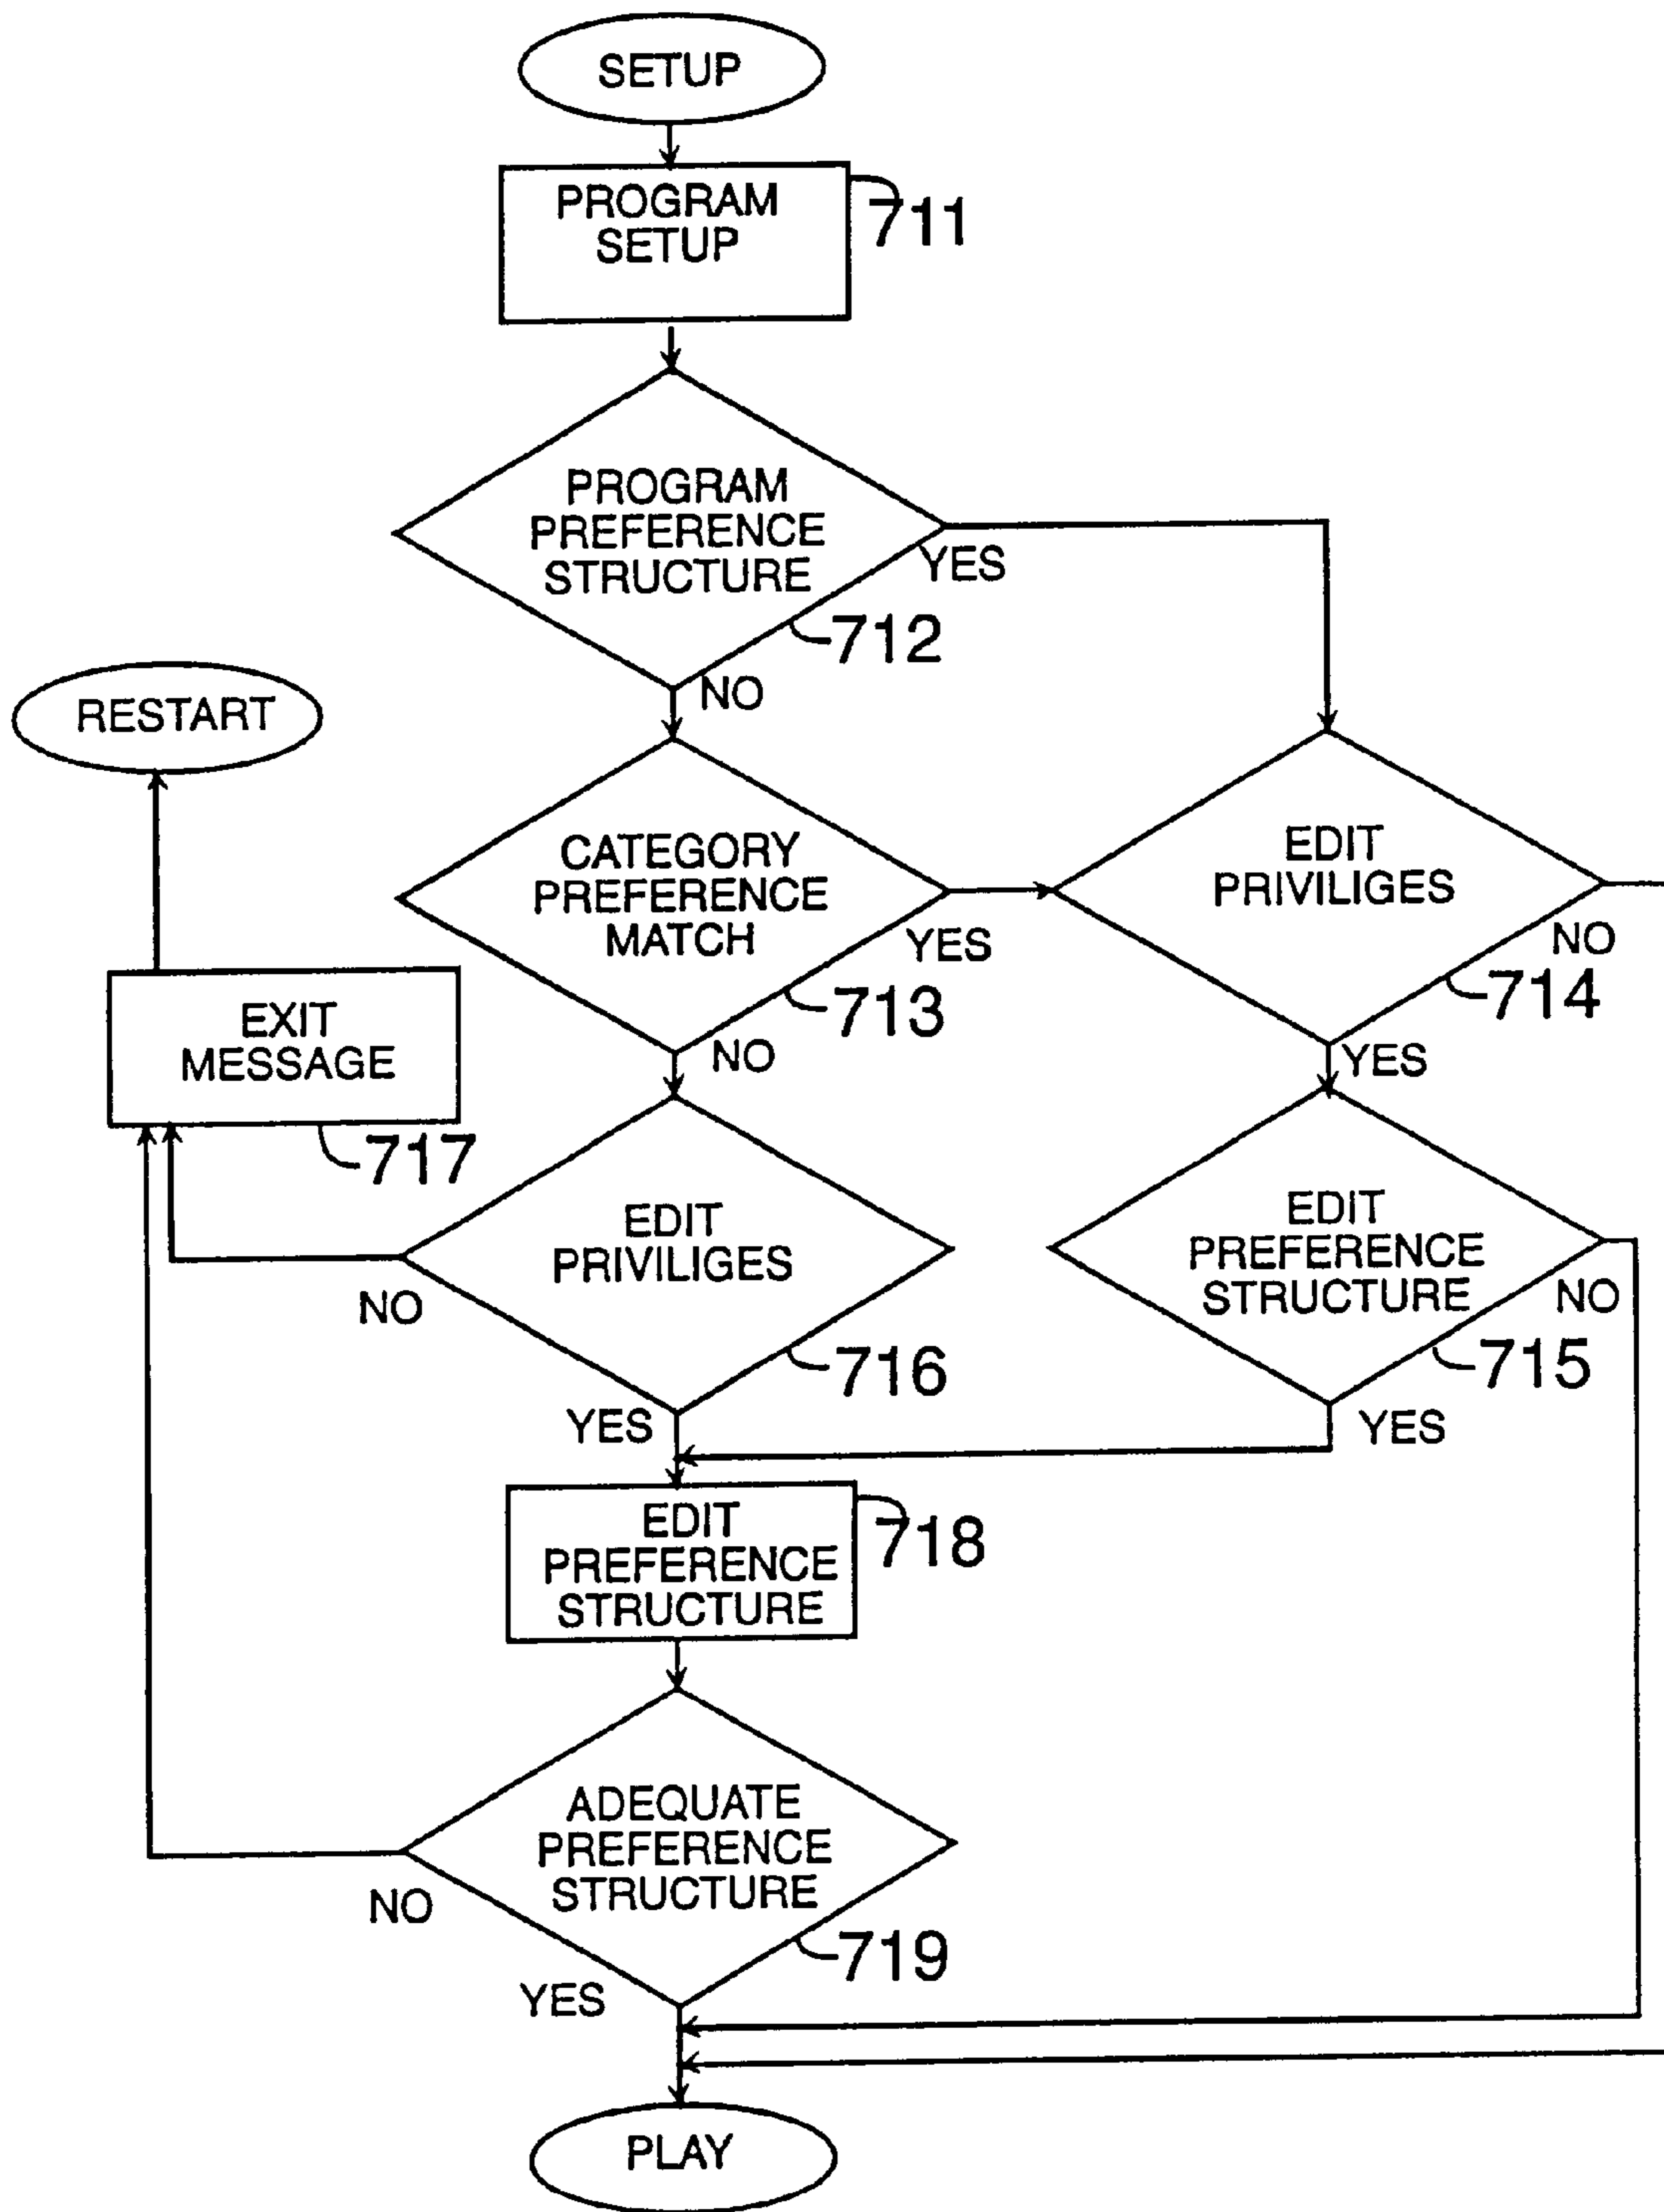 SETUP
PROGRAM
SETUP
711
PROGRAM
PREFERENCE
STRUCTURE
YES
712
NO
RESTART
CATEGORY
PREFERENCE
MATCH
YES
713
NO
EDIT
PRIVILIGES
NO
714
YES
EXIT
MESSAGE
717
EDIT
PRIVILIGES
NO
716
YES
EDIT
PREFERENCE
STRUCTURE
NO
715
YES
EDIT
PREFERENCE
STRUCTURE
718
ADEQUATE
PREFERENCE
STRUCTURE
NO
719
YES
PLAY